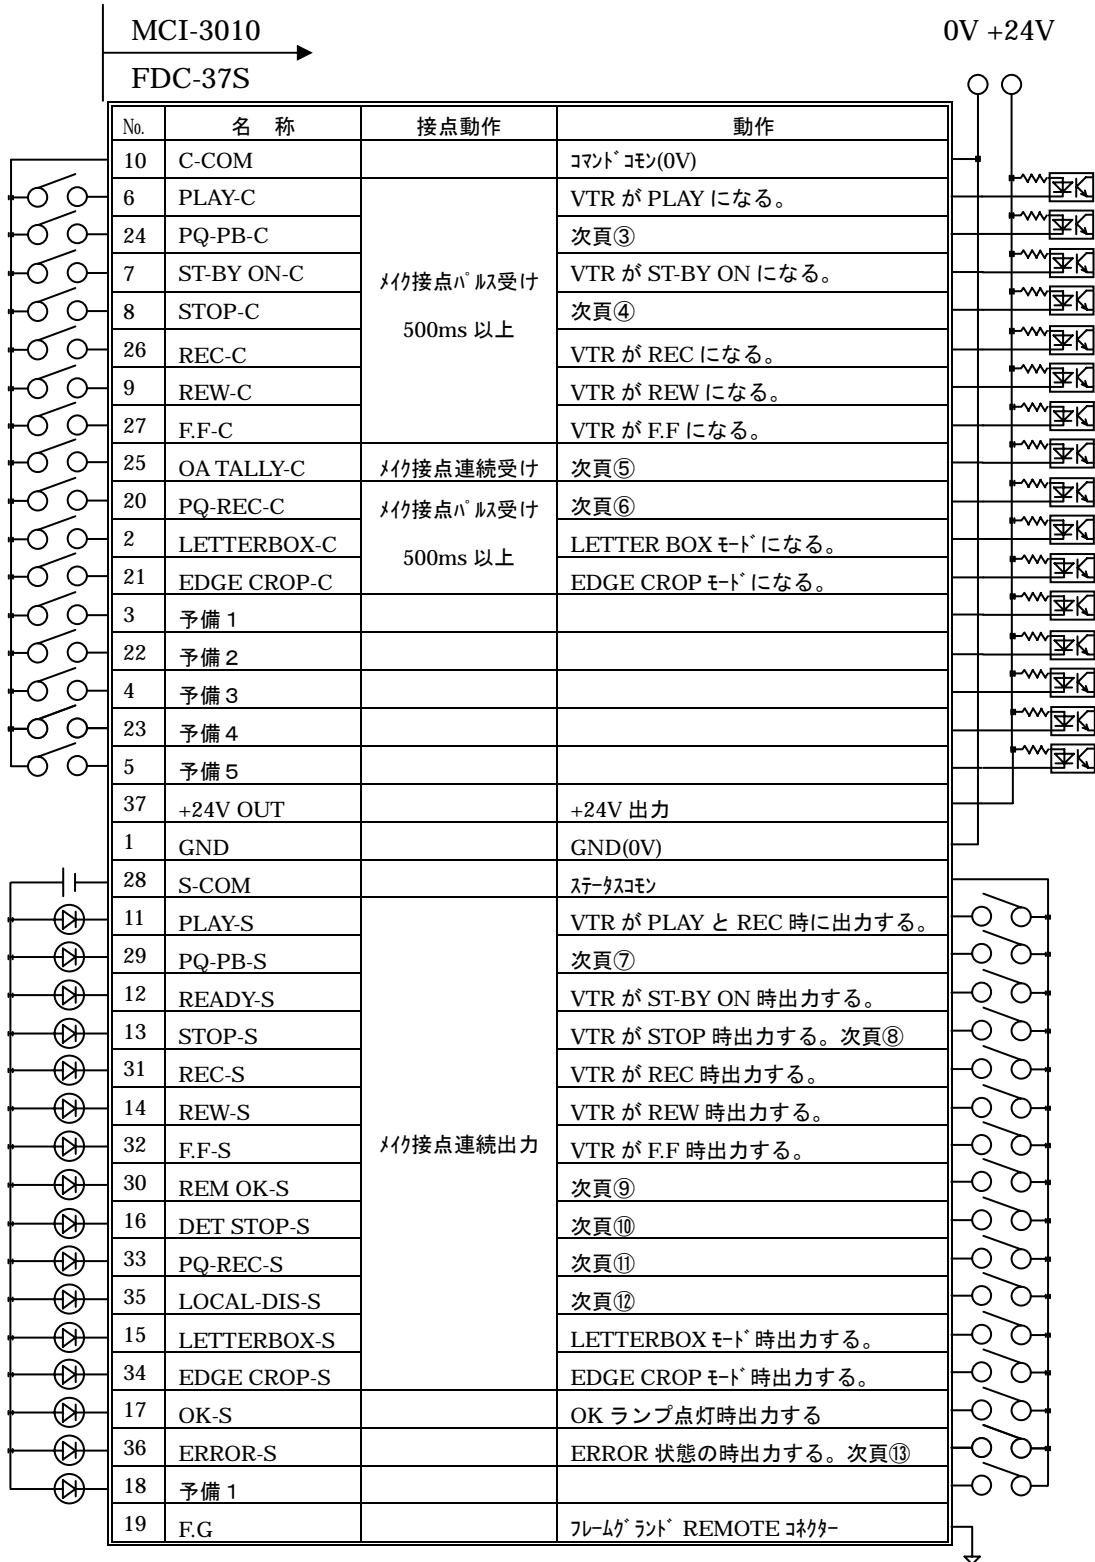 MCI-3010
0V +24V
FDC-37S
No. 名　称 接点動作 動作
10 C-COM ｺﾏﾝﾄﾞｺﾓﾝ(0V)
6 PLAY-C VTR が PLAY になる。
24 PQ-PB-C 次頁③
7 ST-BY ON-C ﾒｲｸ接点ﾊﾟﾙｽ受け VTR が ST-BY ON になる。
8 STOP-C 500ms 以上 次頁④
26 REC-C VTR が REC になる。
9 REW-C VTR が REW になる。
27 F.F-C VTR が F.F になる。
25 OA TALLY-C ﾒｲｸ接点連続受け 次頁⑤
20 PQ-REC-C ﾒｲｸ接点ﾊﾟﾙｽ受け 次頁⑥
2 LETTERBOX-C 500ms 以上 LETTER BOX ﾓｰﾄﾞになる。
21 EDGE CROP-C EDGE CROP ﾓｰﾄﾞになる。
3 予備１
22 予備２
4 予備３
23 予備４
5 予備５
37 +24V OUT +24V 出力
1 GND GND(0V)
28 S-COM ｽﾃｰﾀｽｺﾓﾝ
11 PLAY-S VTR が PLAY と REC 時に出力する。
29 PQ-PB-S 次頁⑦
12 READY-S VTR が ST-BY ON 時出力する。
13 STOP-S VTR が STOP 時出力する。次頁⑧
31 REC-S VTR が REC 時出力する。
14 REW-S VTR が REW 時出力する。
32 F.F-S ﾒｲｸ接点連続出力 VTR が F.F 時出力する。
30 REM OK-S 次頁⑨
16 DET STOP-S 次頁⑩
33 PQ-REC-S 次頁⑪
35 LOCAL-DIS-S 次頁⑫
15 LETTERBOX-S LETTERBOX ﾓｰﾄﾞ時出力する。
34 EDGE CROP-S EDGE CROP ﾓｰﾄﾞ時出力する。
17 OK-S OK ランプ点灯時出力する
36 ERROR-S ERROR 状態の時出力する。次頁⑬
18 予備１
19 F.G ﾌﾚｰﾑｸﾞﾗﾝﾄﾞ REMOTE ｺﾈｸﾀｰ